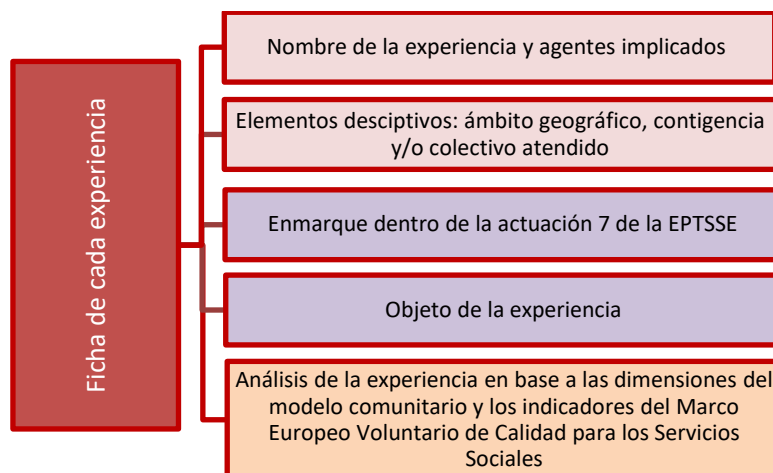 Ficha de cada experiencia
Nombre de la experiencia y agentes implicados
Elementos desciptivos: ámbito geográfico, contigencia
y/o colectivo atendido
Enmarque dentro de la actuación 7 de la EPTSSE
Objeto de la experiencia
Análisis de la experiencia en base a las dimensiones del
modelo comunitario y los indicadores del Marco
Europeo Voluntario de Calidad para los Servicios
Sociales